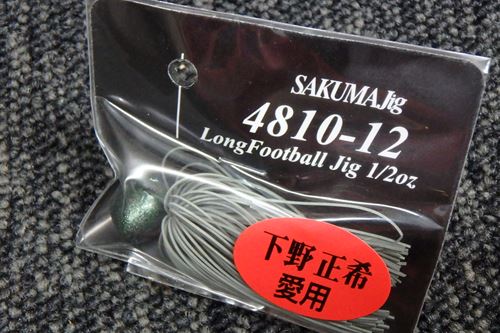 SAKUMAJig
4810-12
LongFootball Jig 1/2oz
下野正希
愛用